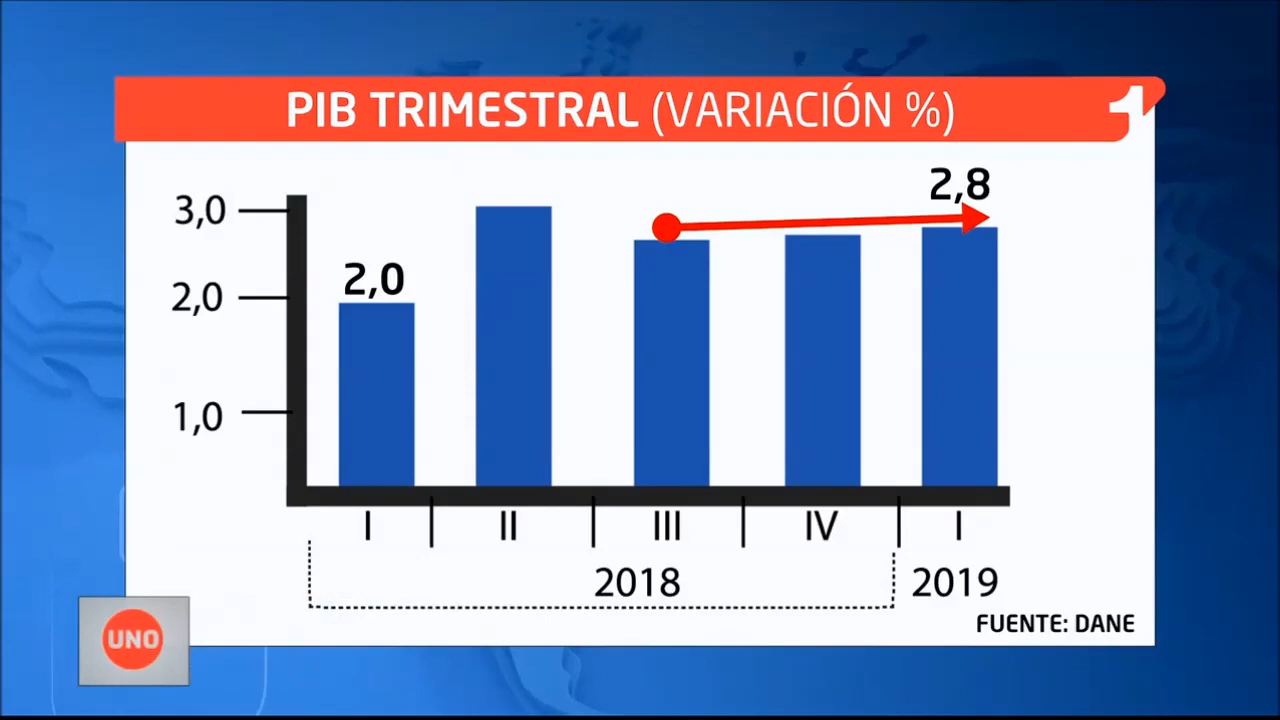 PIB TRIMESTRAL (VARIACIÓN %)
2,8
3,0
2,0
2,0
1,0
I II III IV I
2018 2019
FUENTE: DANE
UNO